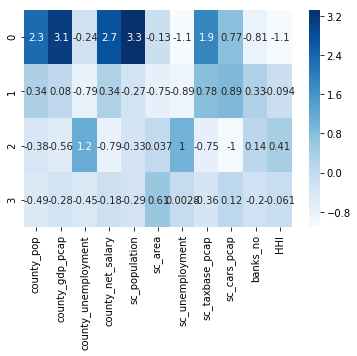 0 2.3 3.1 -0.24 2.7 3.3 -0.13 -1.1 1.9 0.77 -0.81 -1.1
1 0.34 0.08 -0.79 0.34 -0.27 -0.75 -0.89 0.78 0.89 0.33 -0.094
2 -0.38 -0.56 1.2 -0.79 -0.33 0.037 1 -0.75 -1 0.14 0.41
3 -0.49 -0.28 -0.45 -0.18 -0.29 0.61 0.0028 -0.36 0.12 -0.2 -0.061
county_pop
county_gdp_pcap
county_unemployment
county_net_salary
sc_population
sc_area
sc_unemployment
sc_taxbase_pcap
sc_cars_pcap
banks_no
HHI
3.2
2.4
1.6
0.8
0.0
−0.8